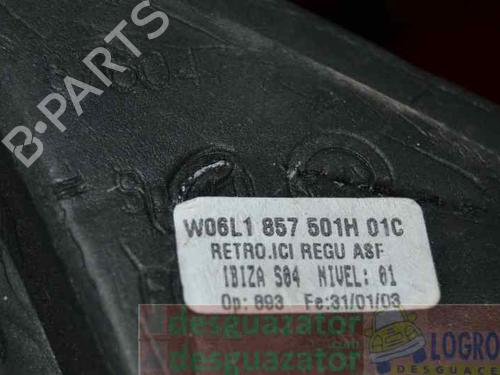 B-PARTS
W06L1 857 501H 01C
RETRO.ICI REGU ASF
IBIZA S04 NIVEL: 01
Op: 893 Fe:31/01/03
desguazator
desguazator
LOGRO
DESGUACE